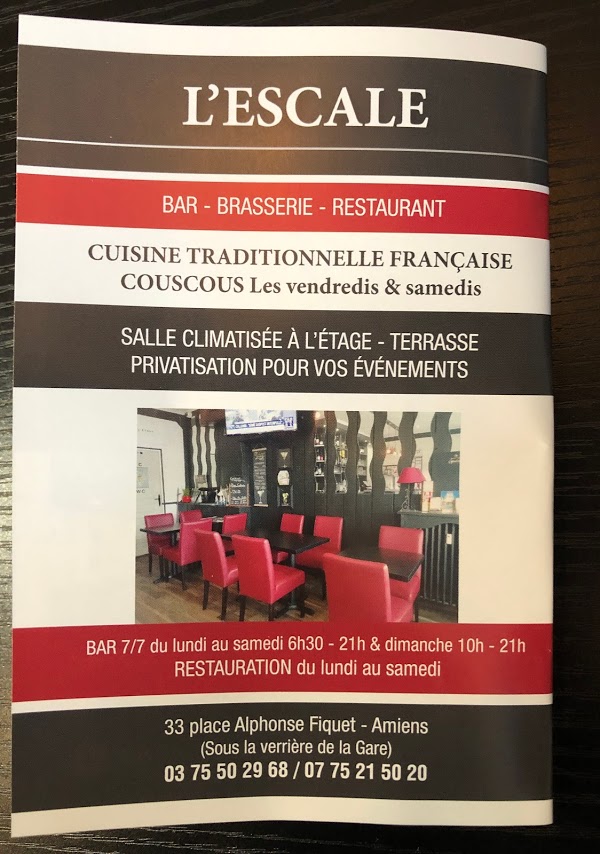 L'ESCALE
BAR - BRASSERIE - RESTAURANT
CUISINE TRADITIONNELLE FRANÇAISE
COUSCOUS Les vendredis & samedis
SALLE CLIMATISÉE À L'ÉTAGE - TERRASSE
PRIVATISATION POUR VOS ÉVÉNEMENTS
BAR 7/7 du lundi au samedi 6h30 - 21h & dimanche 10h - 21h
RESTAURATION du lundi au samedi
33 place Alphonse Fiquet - Amiens
(Sous la verrière de la Gare)
03 75 50 29 68 / 07 75 21 50 20